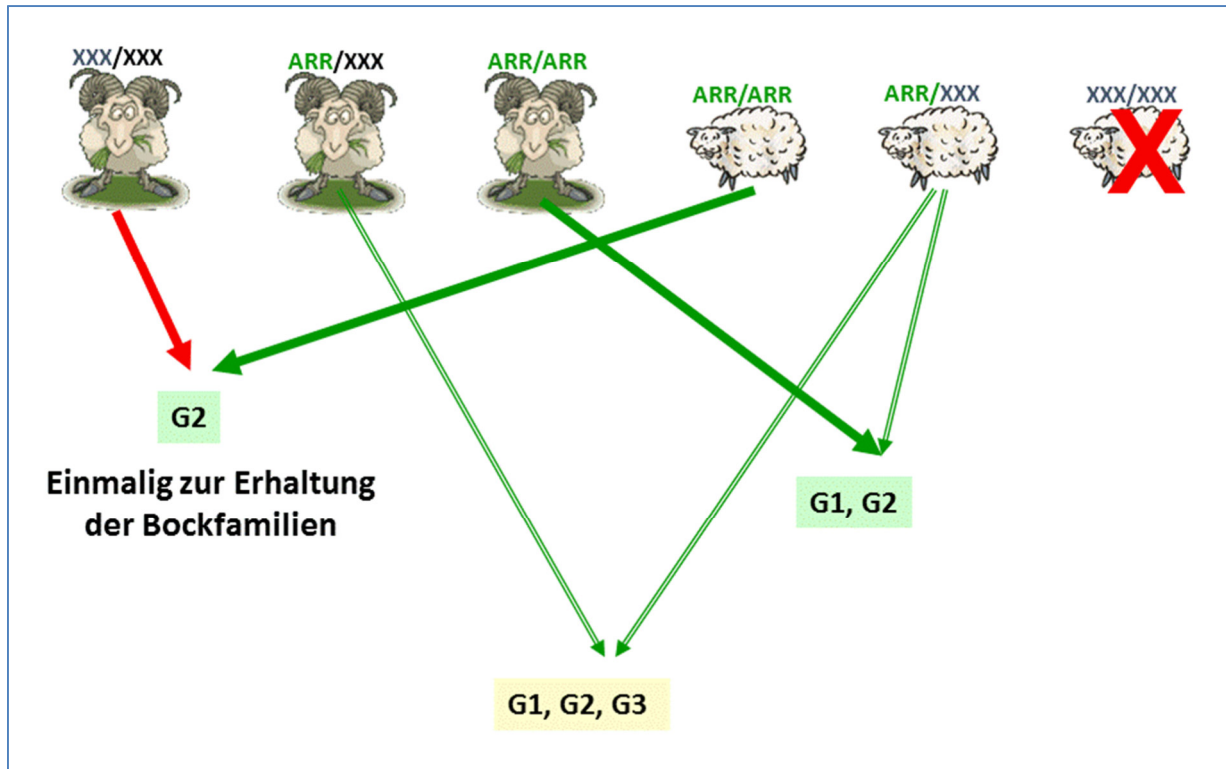 XXX/XXX
ARR/XXX
ARR/ARR
ARR/ARR
ARR/XXX
XXX/XXX
X
G2
Einmalig zur Erhaltung
der Bockfamilien
G1, G2
G1, G2, G3